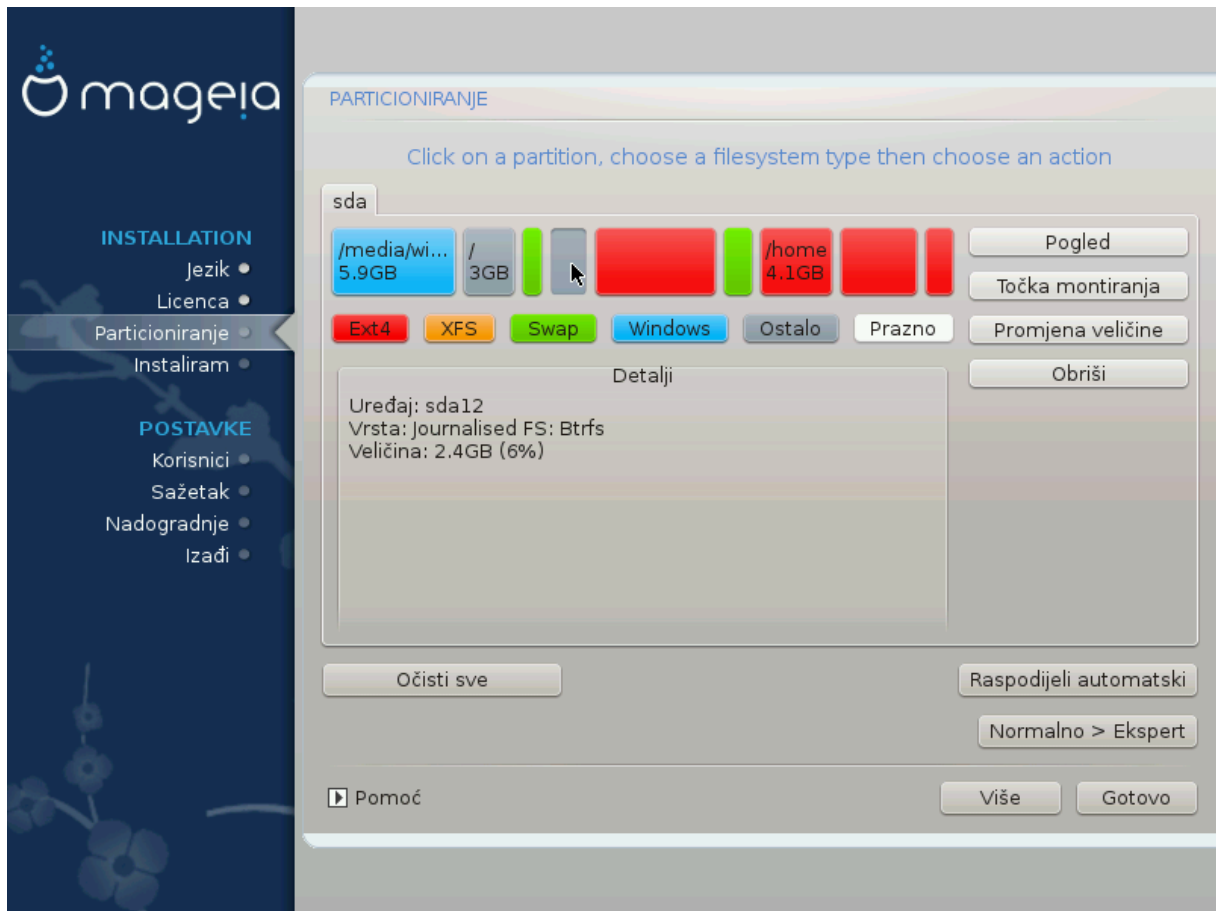 mageia
INSTALLATION
Jezik
Licenca
Particioniranje
Instaliram
POSTAVKE
Korisnici
Sažetak
Nadogradnje
Izađi
PARTICIONIRANJE
Click on a partition, choose a filesystem type then choose an action
sda
/media/wi...
5.9GB
/
3GB
/home
4.1GB
Ext4 XFS Swap Windows Ostalo Prazno
Pogled
Točka montiranja
Promjena veličine
Obriši
Detalji
Uređaj: sda12
Vrsta: Journalised FS: Btrfs
Veličina: 2.4GB (6%)
Očisti sve
Raspodijeli automatski
Normalno > Ekspert
Pomoć
Više
Gotovo